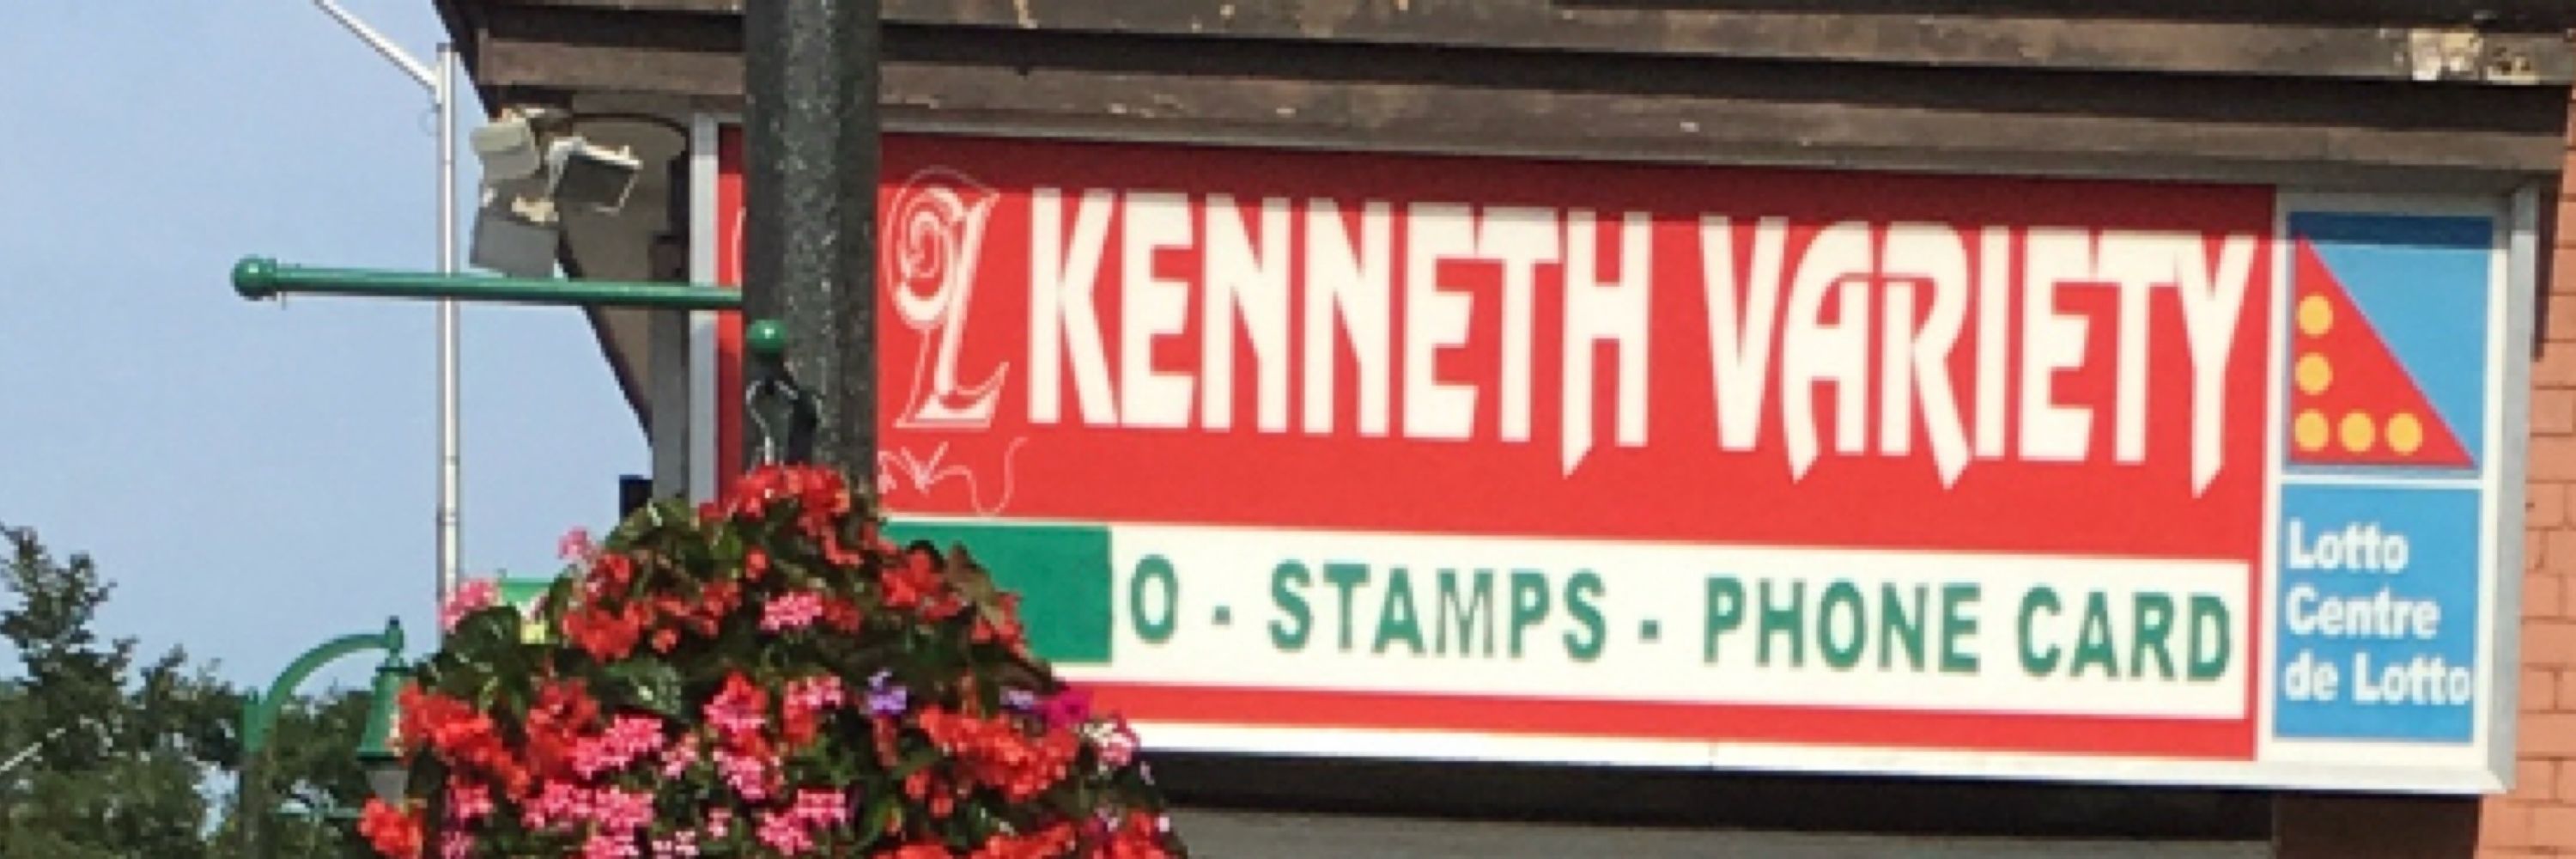 KENNETH VARIETY
O - STAMPS - PHONE CARD
Lotto
Centre
de Lotto